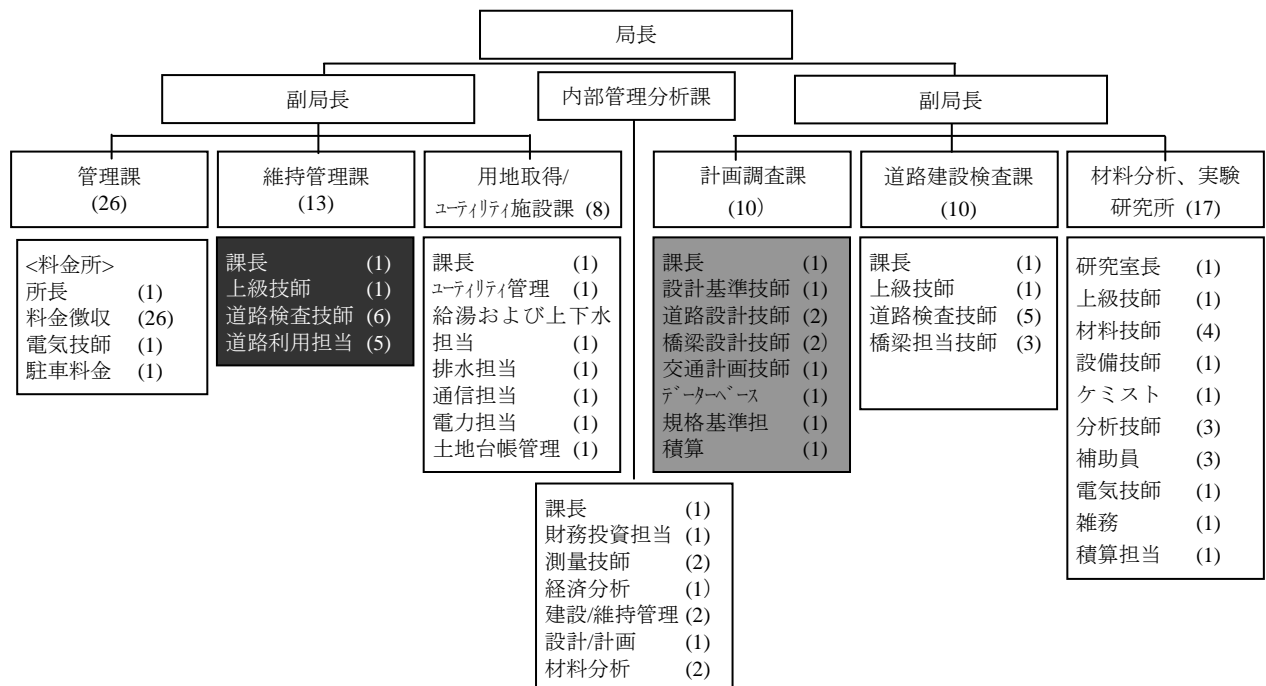 局長
副局長
内部管理分析課
副局長
管理課
(26)
維持管理課
(13)
用地取得/
ユーティリティ施設課 (8)
計画調査課
(10)
道路建設検査課
(10)
材料分析、実験
研究所 (17)
<料金所>
所長 (1)
料金徴収 (26)
電気技師 (1)
駐車料金 (1)
課長 (1)
上級技師 (1)
道路検査技師 (6)
道路利用担当 (5)
課長 (1)
ユーティリティ管理 (1)
給湯および上下水
担当 (1)
排水担当 (1)
通信担当 (1)
電力担当 (1)
土地台帳管理 (1)
課長 (1)
設計基準技師 (1)
道路設計技師 (2)
橋梁設計技師 (2)
交通計画技師 (1)
データーベース (1)
規格基準担 (1)
積算 (1)
課長 (1)
上級技師 (1)
道路検査技師 (5)
橋梁担当技師 (3)
研究室長 (1)
上級技師 (1)
材料技師 (4)
設備技師 (1)
ケミスト (1)
分析技師 (3)
補助員 (3)
電気技師 (1)
雑務 (1)
積算担当 (1)
課長 (1)
財務投資担当 (1)
測量技師 (2)
経済分析 (1)
建設/維持管理 (2)
設計/計画 (1)
材料分析 (2)